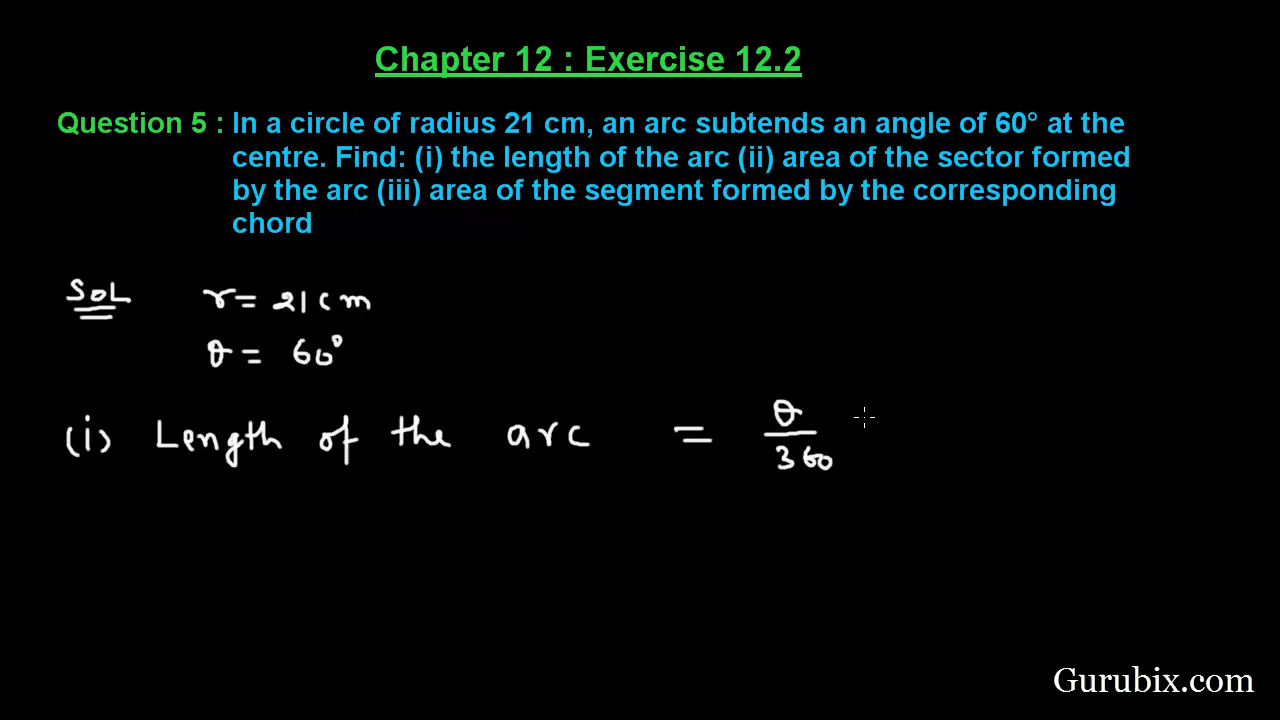 Chapter 12 : Exercise 12.2
Question 5 : In a circle of radius 21 cm, an arc subtends an angle of 60° at the
centre. Find: (i) the length of the arc (ii) area of the sector formed
by the arc (iii) area of the segment formed by the corresponding
chord
SOL r = 21 cm
θ = 60°
(i) Length of the arc = θ/360
Gurubix.com